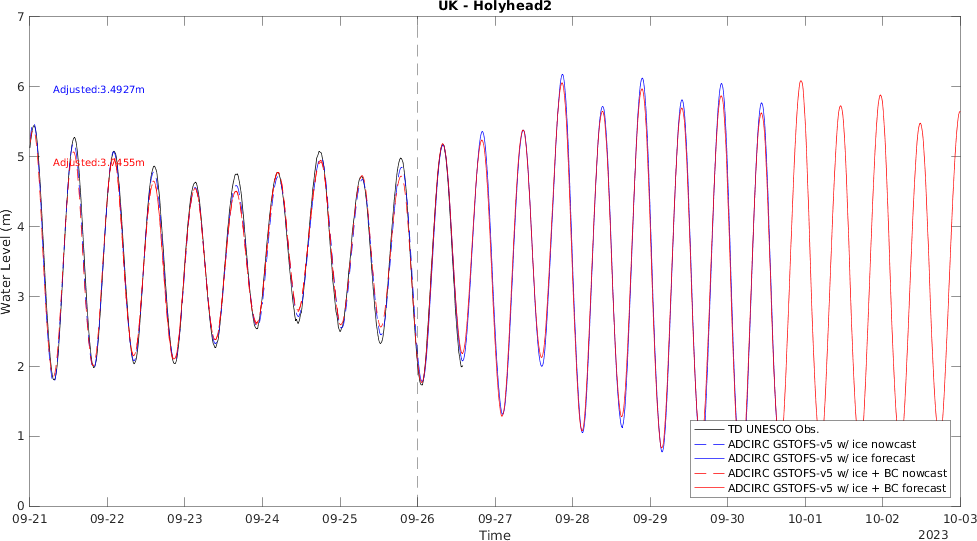 UK - Holyhead2
7
6
5
4
3
2
1
0
Water Level (m)
Adjusted:3.4927m
Adjusted:3.7455m
TD UNESCO Obs.
ADCIRC GSTOFS-v5 w/ ice nowcast
ADCIRC GSTOFS-v5 w/ ice forecast
ADCIRC GSTOFS-v5 w/ ice + BC nowcast
ADCIRC GSTOFS-v5 w/ ice + BC forecast
09-21 09-22 09-23 09-24 09-25 09-26 09-27 09-28 09-29 09-30 10-01 10-02 10-03
Time
2023